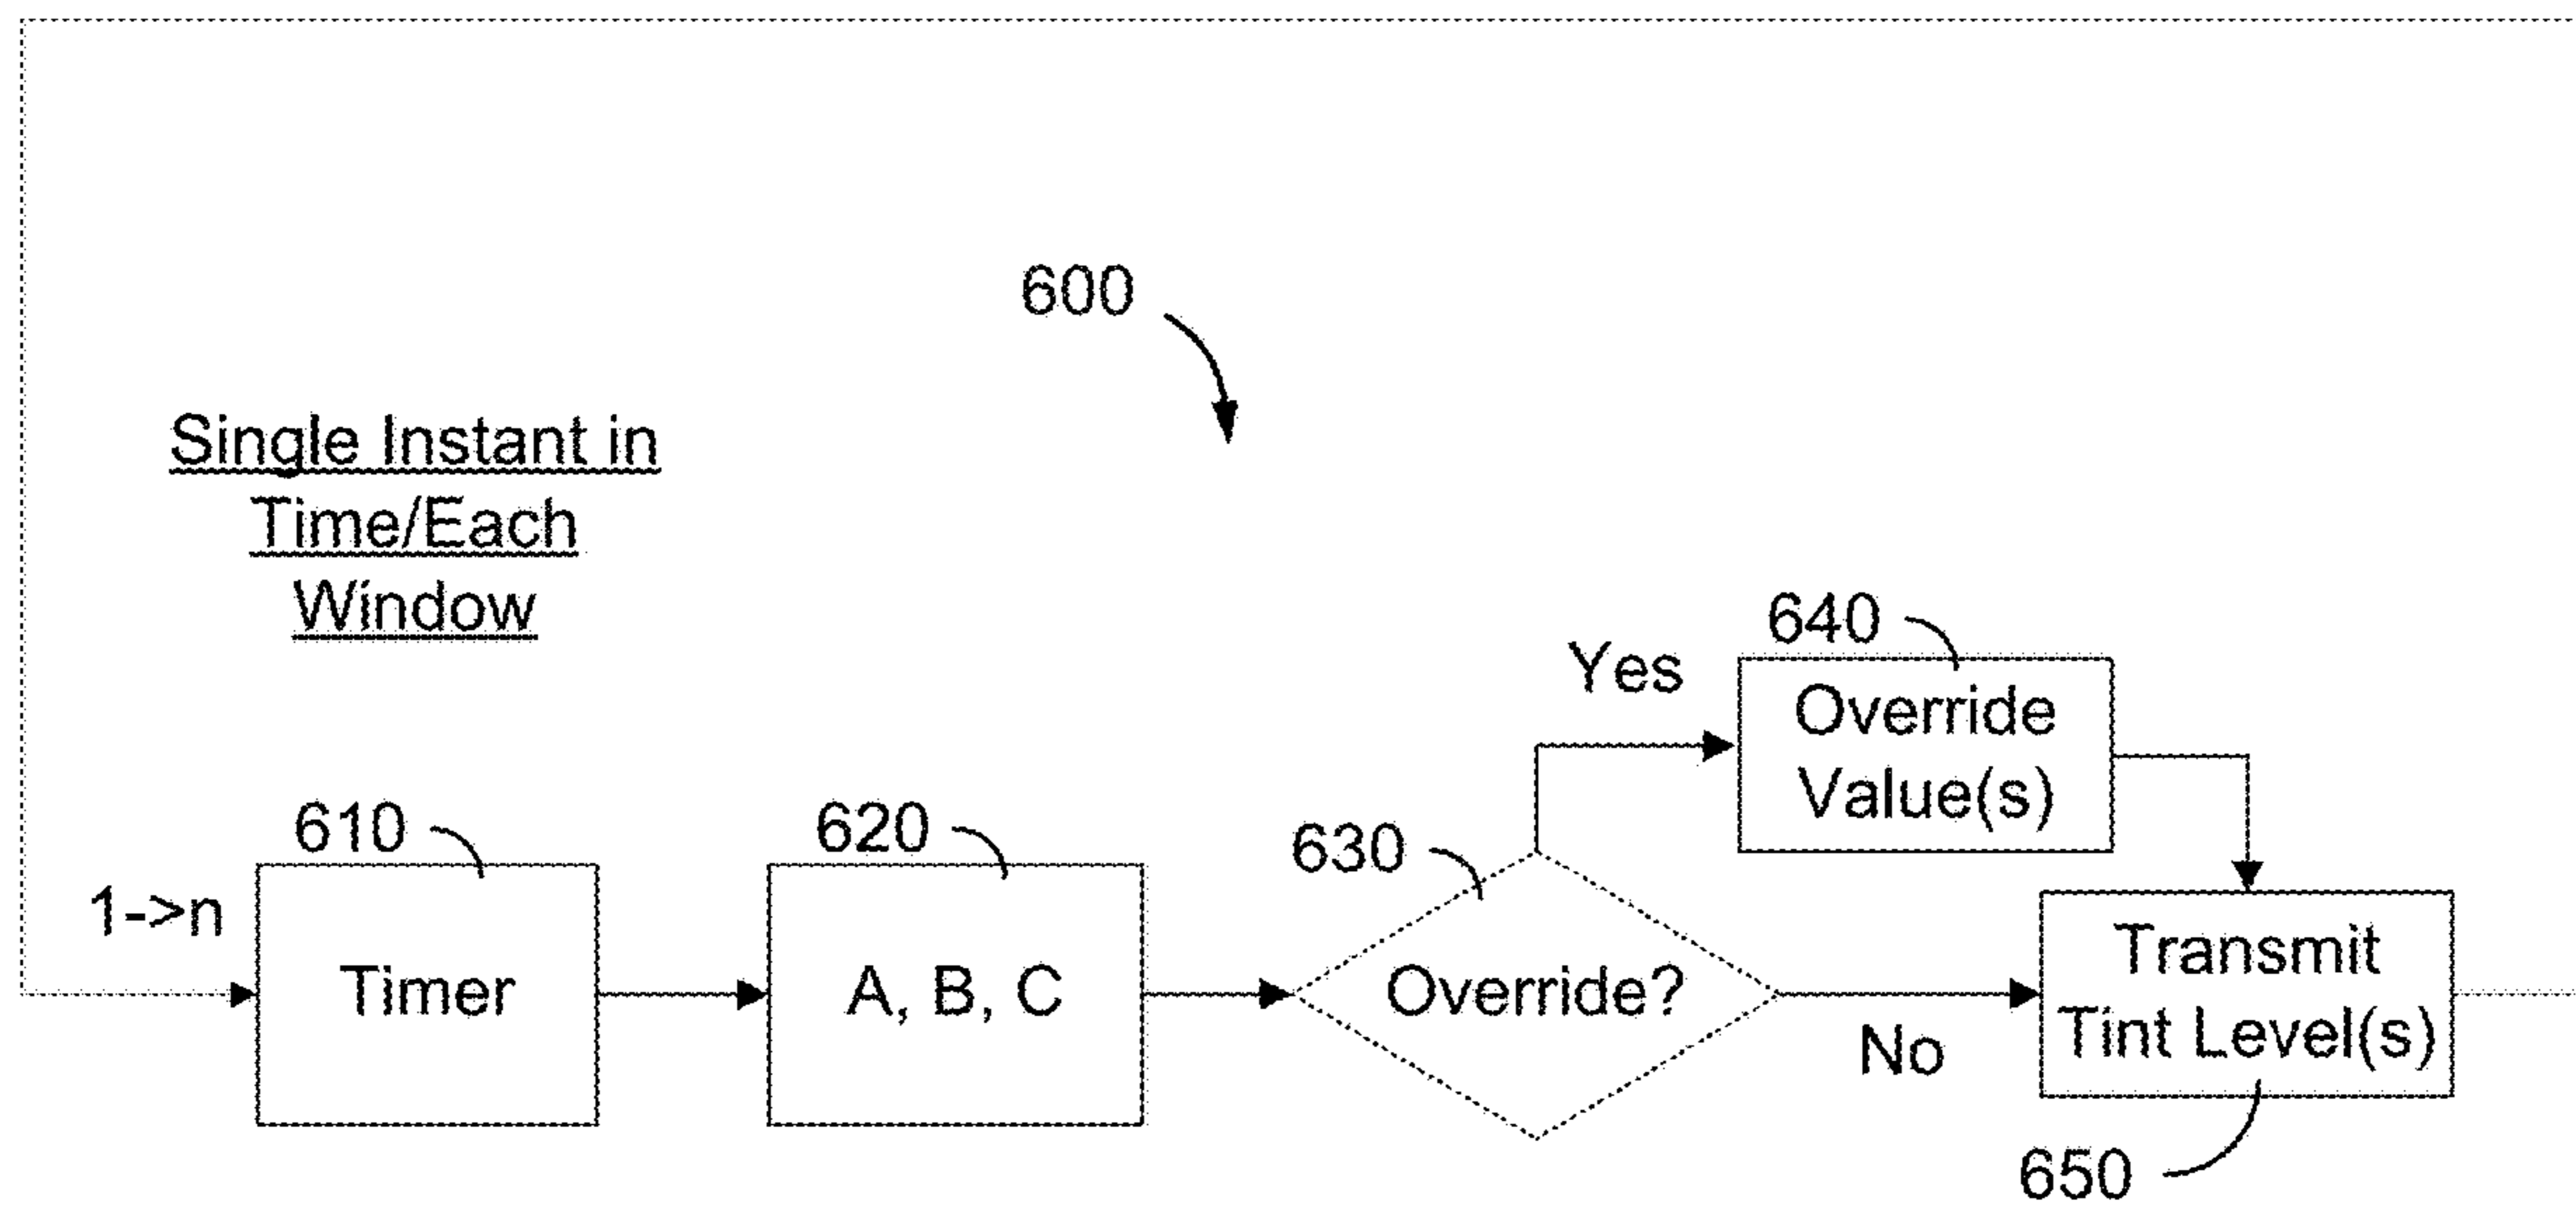 600
Single Instant in
Time/Each
Window
640
Yes
Override
Value(s)
610
620
630
1->n
Timer
A, B, C
Override?
No
Transmit
Tint Level(s)
650